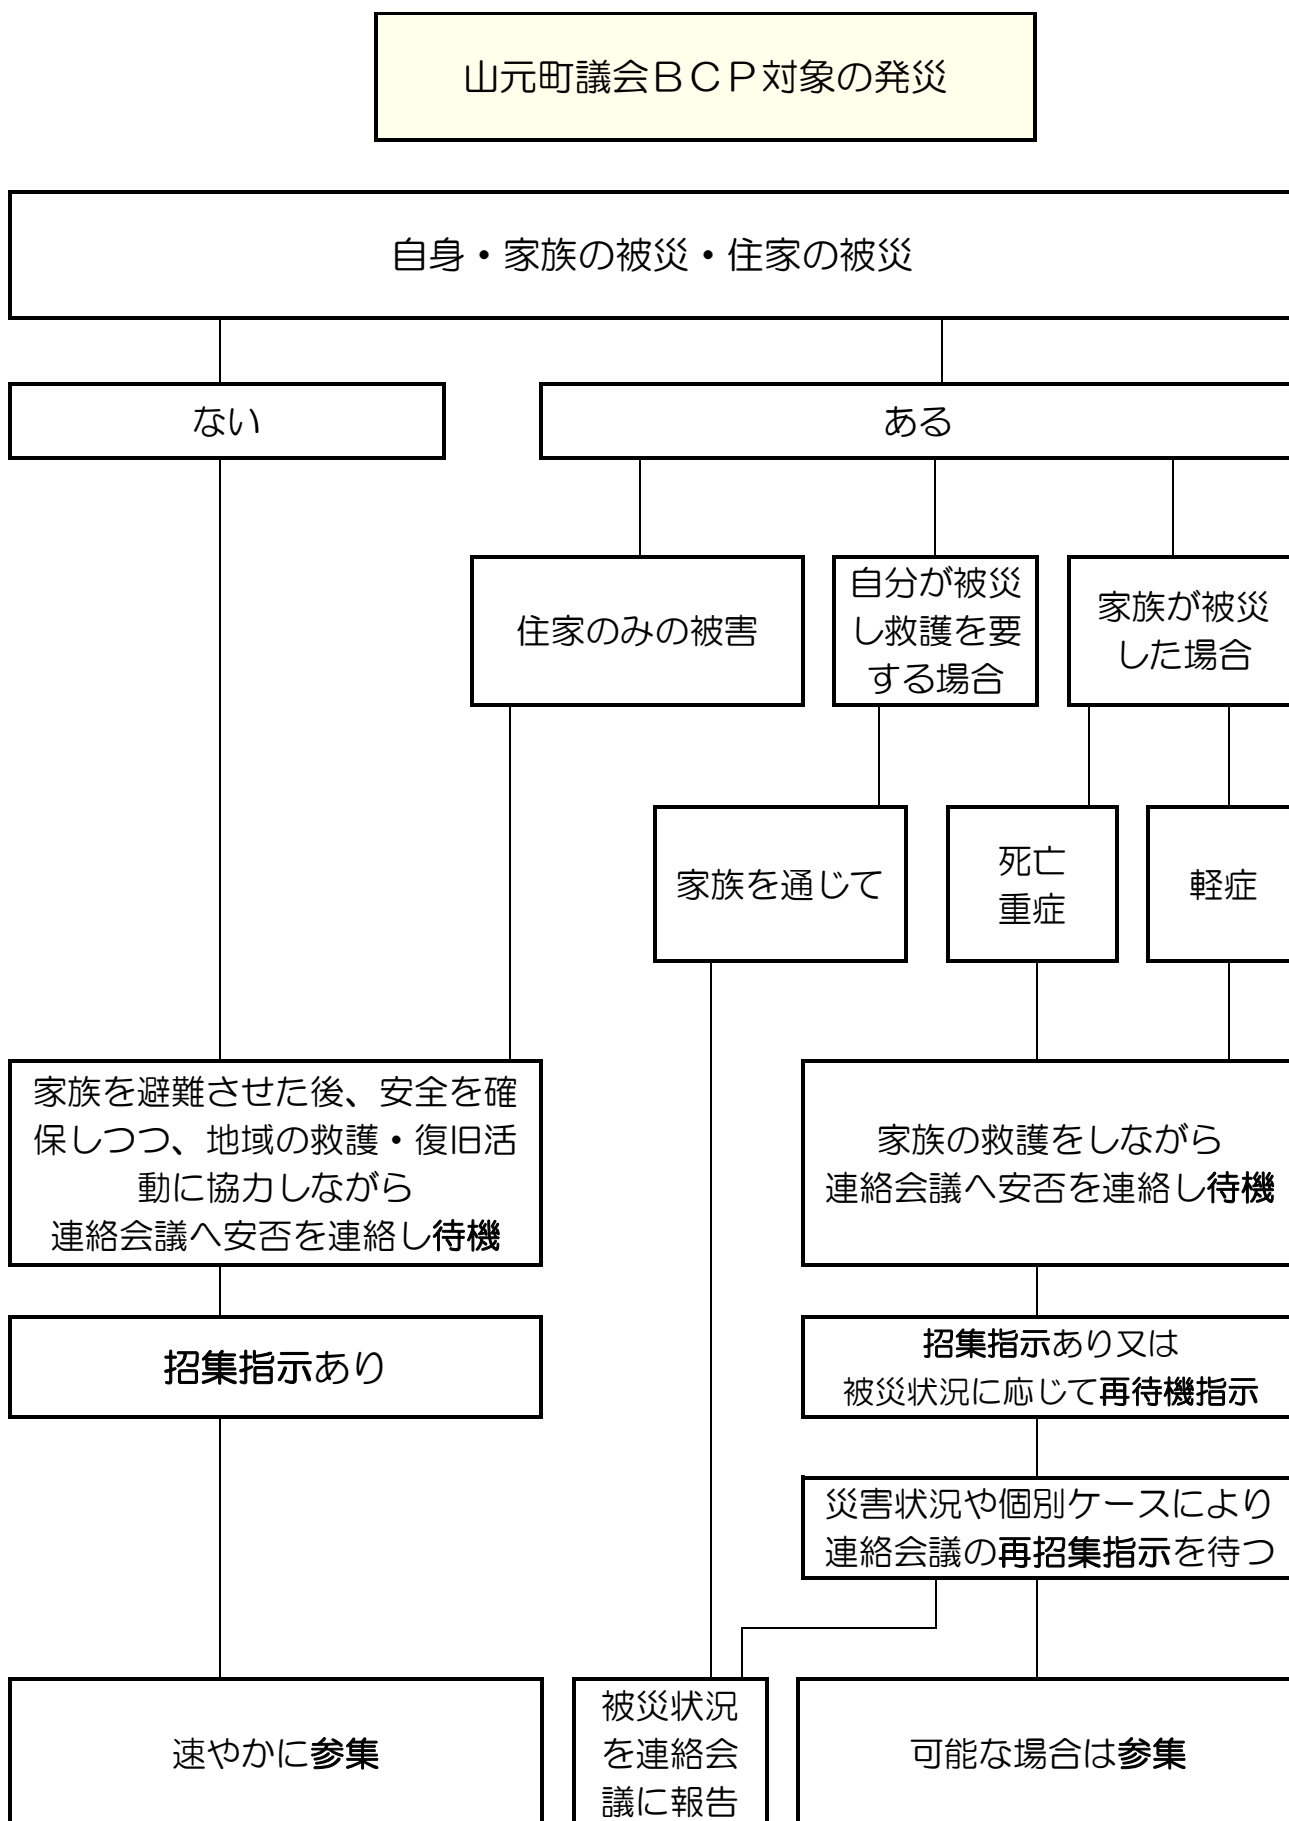 山元町議会ＢＣＰ対象の発災
自身・家族の被災・住家の被災
ない
ある
住家のみの被害
自分が被災
し救護を要
する場合
家族が被災
した場合
家族を通じて
死亡
重症
軽症
家族を避難させた後、安全を確
保しつつ、地域の救護・復旧活
動に協力しながら
連絡会議へ安否を連絡し待機
家族の救護をしながら
連絡会議へ安否を連絡し待機
招集指示あり
招集指示あり又は
被災状況に応じて再待機指示
災害状況や個別ケースにより
連絡会議の再招集指示を待つ
速やかに参集
被災状況
を連絡会
議に報告
可能な場合は参集